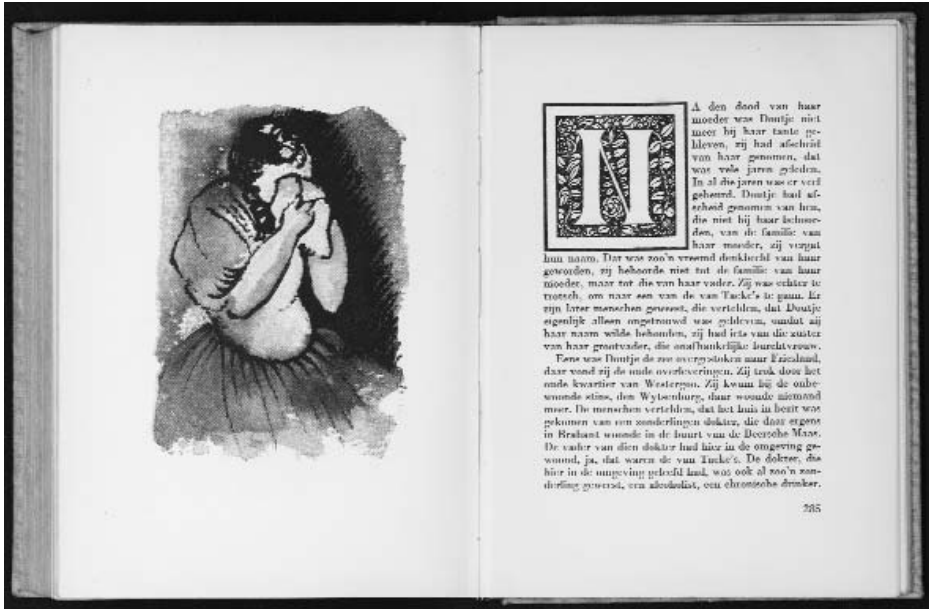 NA den dood van haar
moeder was Doutje niet
meer bij haar tante ge-
bleven, zij had afscheid
van haar genomen, dat
was vele jaren geleden.
In al die jaren was er veel
gebeurd. Doutje had af-
scheid genomen van hen,
die niet bij haar behoor-
den, van de familie van
haar moeder, zij vergat
hun naam. Dat was zoo'n vreemd denkbeeld van haar
geworden, zij behoorde niet tot de familie van haar
moeder, maar tot die van haar vader. Zij was echter te
trotsch, om naar een van de van Tacke's te gaan. Er
zijn later menschen geweest, die vertelden, dat Doutje
eigenlijk alleen ongetrouwd was gebleven, omdat zij
haar naam wilde behouden, zij had iets van die zuster
van haar grootvader, die onafhankelijke burchtvrouw.
Eens was Doutje de zee overgestoken naar Friesland,
daar vond zij de oude overleveringen. Zij trok door het
oude kwartier van Westergoo. Zij kwam bij de onbe-
woonde stins, den Wytsenburg, daar woonde niemand
meer. De menschen vertelden, dat het huis in bezit was
gekomen van een zonderlingen dokter, die daar ergens
in Brabant woonde in de buurt van de Beersche Maas.
De vader van dien dokter had hier in de omgeving ge-
woond, ja, dat waren de van Tacke's. De dokter, die
hier in de omgeving geleefd had, was ook al zoo'n zon-
derling geweest, een alcoholist, een chronische drinker.
285